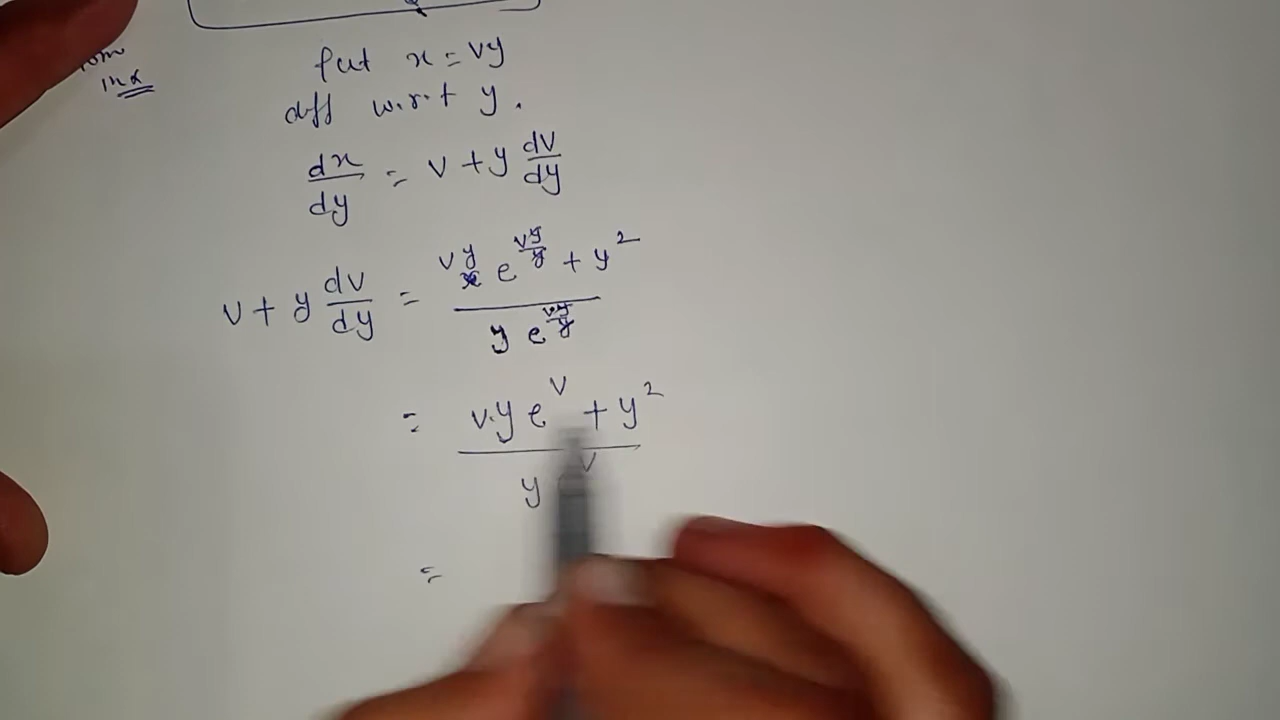 Put x = vy
diff w.r.t y.
dx/dy = v + y dv/dy
v + y dv/dy = (vy e^(vy/y) + y^2) / (y e^(vy/y))
= (v.y e^v + y^2) / (y v)
=